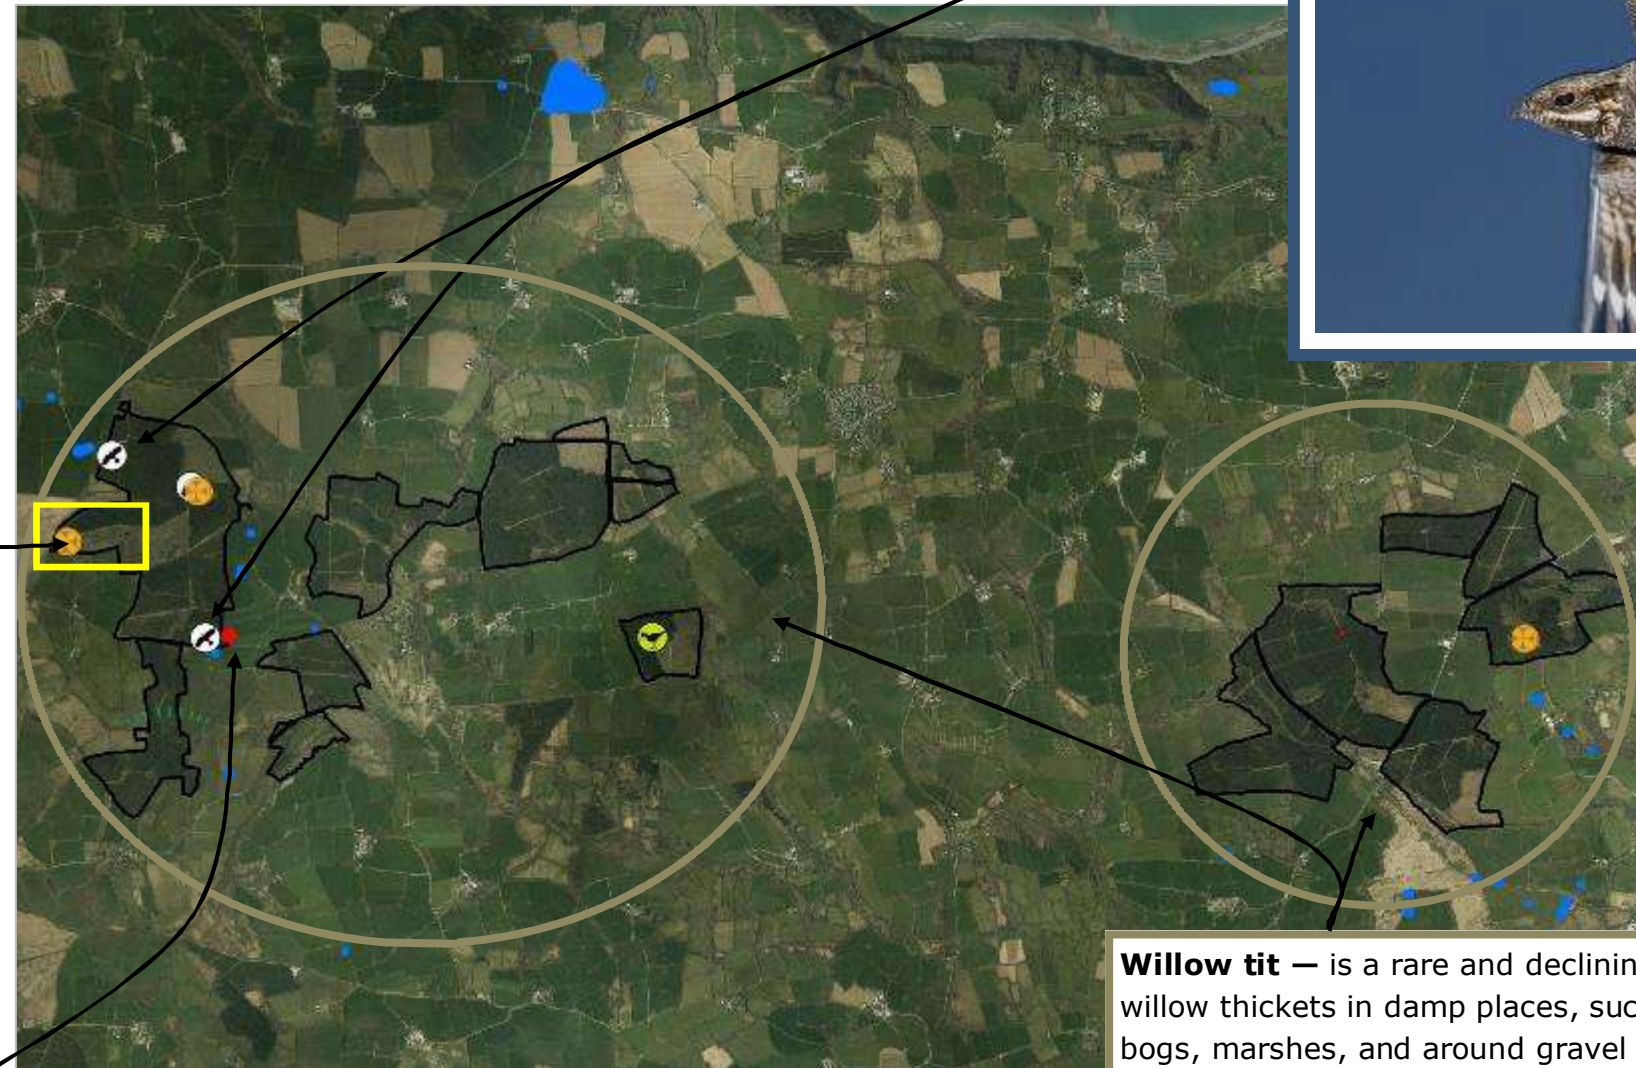 Willow tit — is a rare and declinin
willow thickets in damp places, suc
bogs, marshes, and around gravel